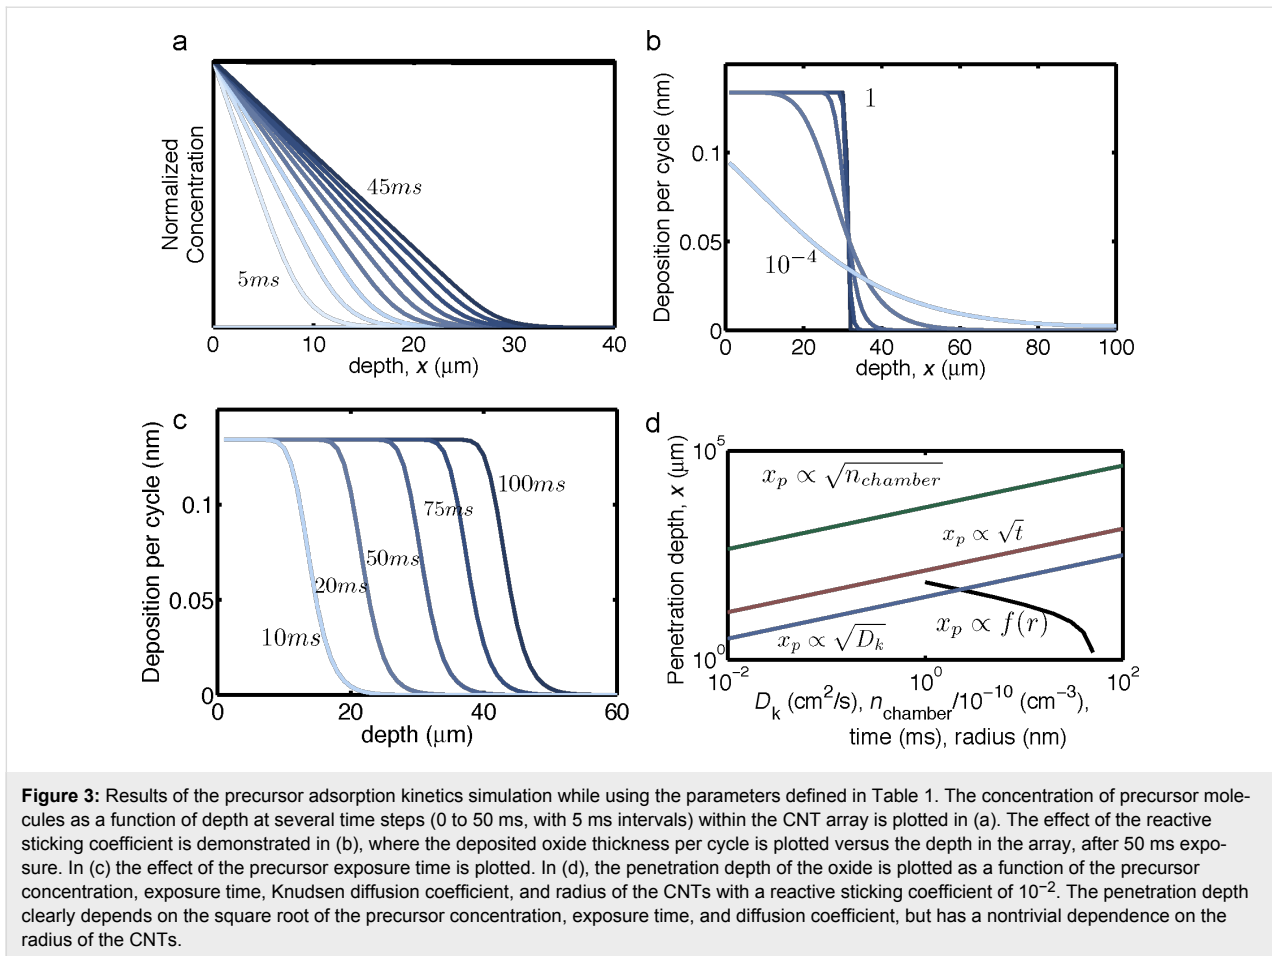 a
Normalized
Concentration
45ms
5ms
0 10 20 30 40
depth, x (μm)
b
Deposition per cycle (nm)
0.1
0.05
0
1
10⁻⁴
0 20 40 60 80 100
depth, x (μm)
c
Deposition per cycle (nm)
0.1
0.05
0
100ms
75ms
50ms
20ms
10ms
0 20 40 60
depth (μm)
d
Penetration depth, x (μm)
10⁵
10⁰
x_p ∝ √n_chamber
x_p ∝ √t
x_p ∝ f(r)
x_p ∝ √D_k
10⁻² 10⁰ 10²
D_k (cm²/s), n_chamber/10⁻¹⁰ (cm⁻³),
time (ms), radius (nm)
Figure 3: Results of the precursor adsorption kinetics simulation while using the parameters defined in Table 1. The concentration of precursor mole-
cules as a function of depth at several time steps (0 to 50 ms, with 5 ms intervals) within the CNT array is plotted in (a). The effect of the reactive
sticking coefficient is demonstrated in (b), where the deposited oxide thickness per cycle is plotted versus the depth in the array, after 50 ms expo-
sure. In (c) the effect of the precursor exposure time is plotted. In (d), the penetration depth of the oxide is plotted as a function of the precursor
concentration, exposure time, Knudsen diffusion coefficient, and radius of the CNTs with a reactive sticking coefficient of 10⁻². The penetration depth
clearly depends on the square root of the precursor concentration, exposure time, and diffusion coefficient, but has a nontrivial dependence on the
radius of the CNTs.